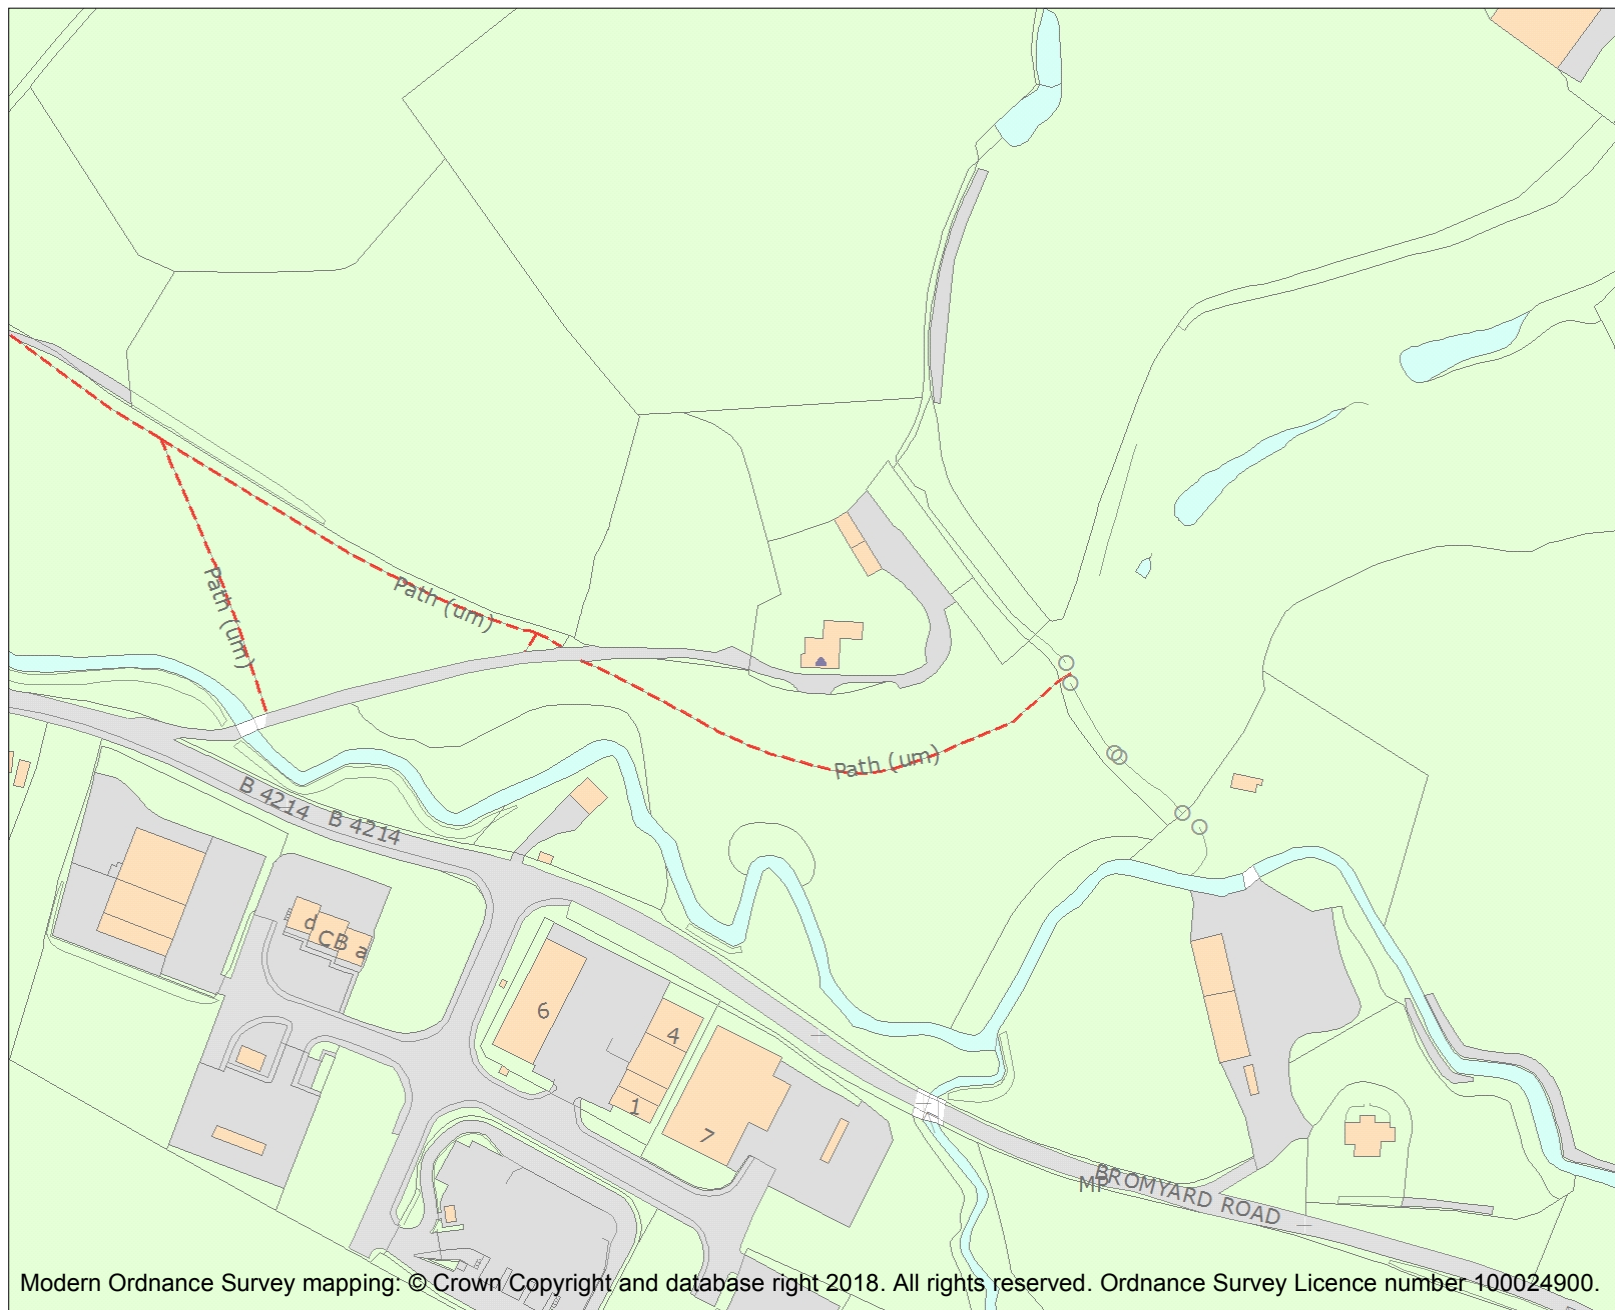 Path (um)
Path (um)
Path (um)
B 4214
B 4214
d
CB
a
6
4
1
7
MP
BROMYARD ROAD
Modern Ordnance Survey mapping: © Crown Copyright and database right 2018. All rights reserved. Ordnance Survey Licence number 100024900.